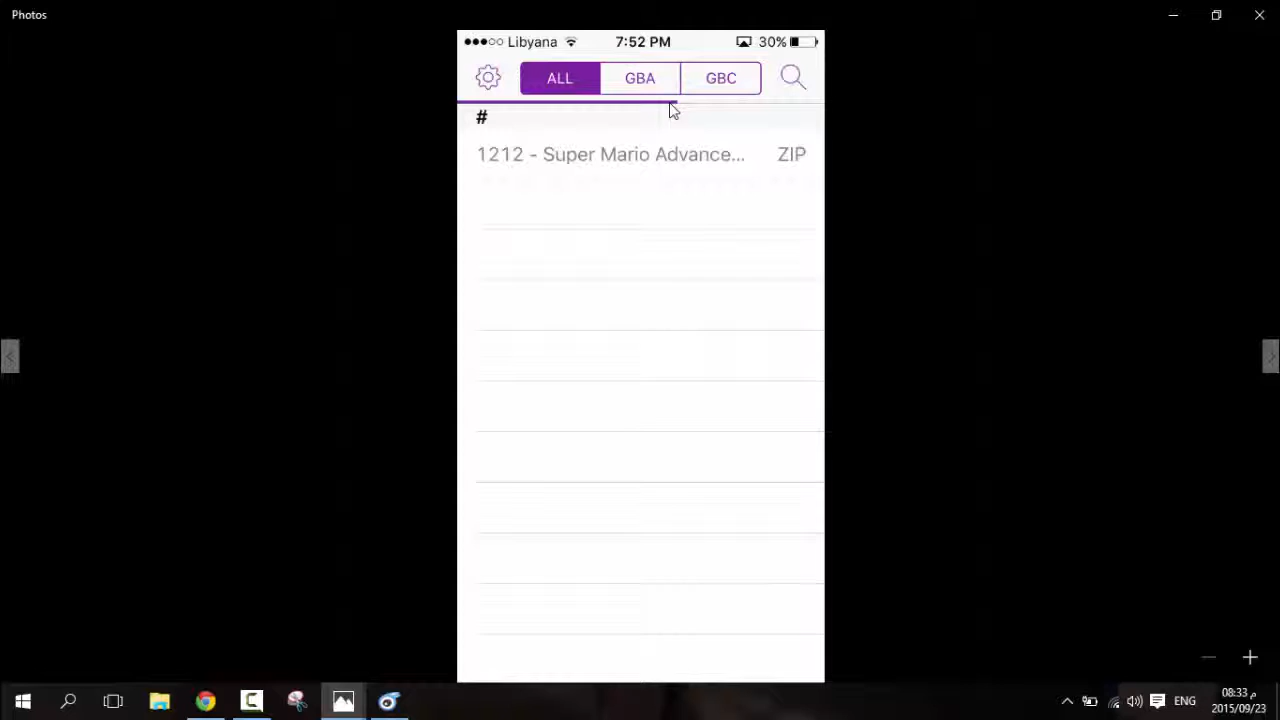 Photos
Libyana 7:52 PM 30%
ALL GBA GBC
#
1212 - Super Mario Advance... ZIP
ENG
08:33 م
2015/09/23